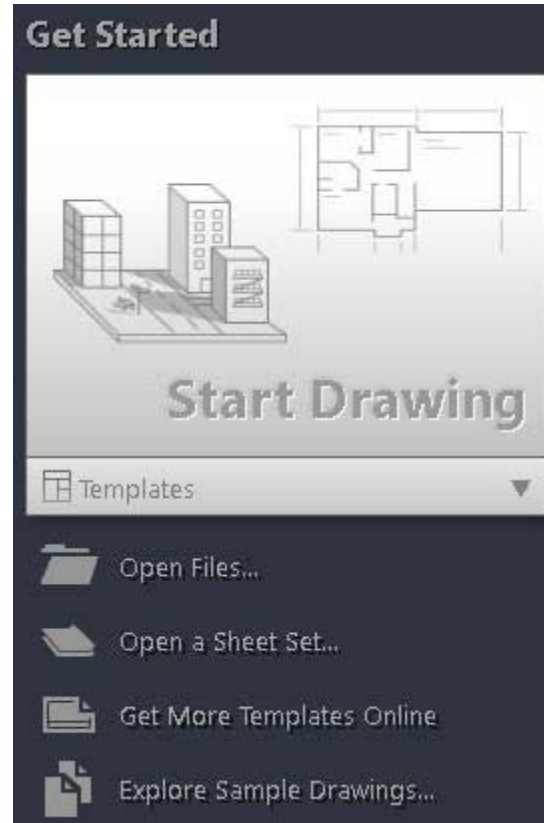 Get Started
Start Drawing
Templates
Open Files...
Open a Sheet Set...
Get More Templates Online
Explore Sample Drawings...